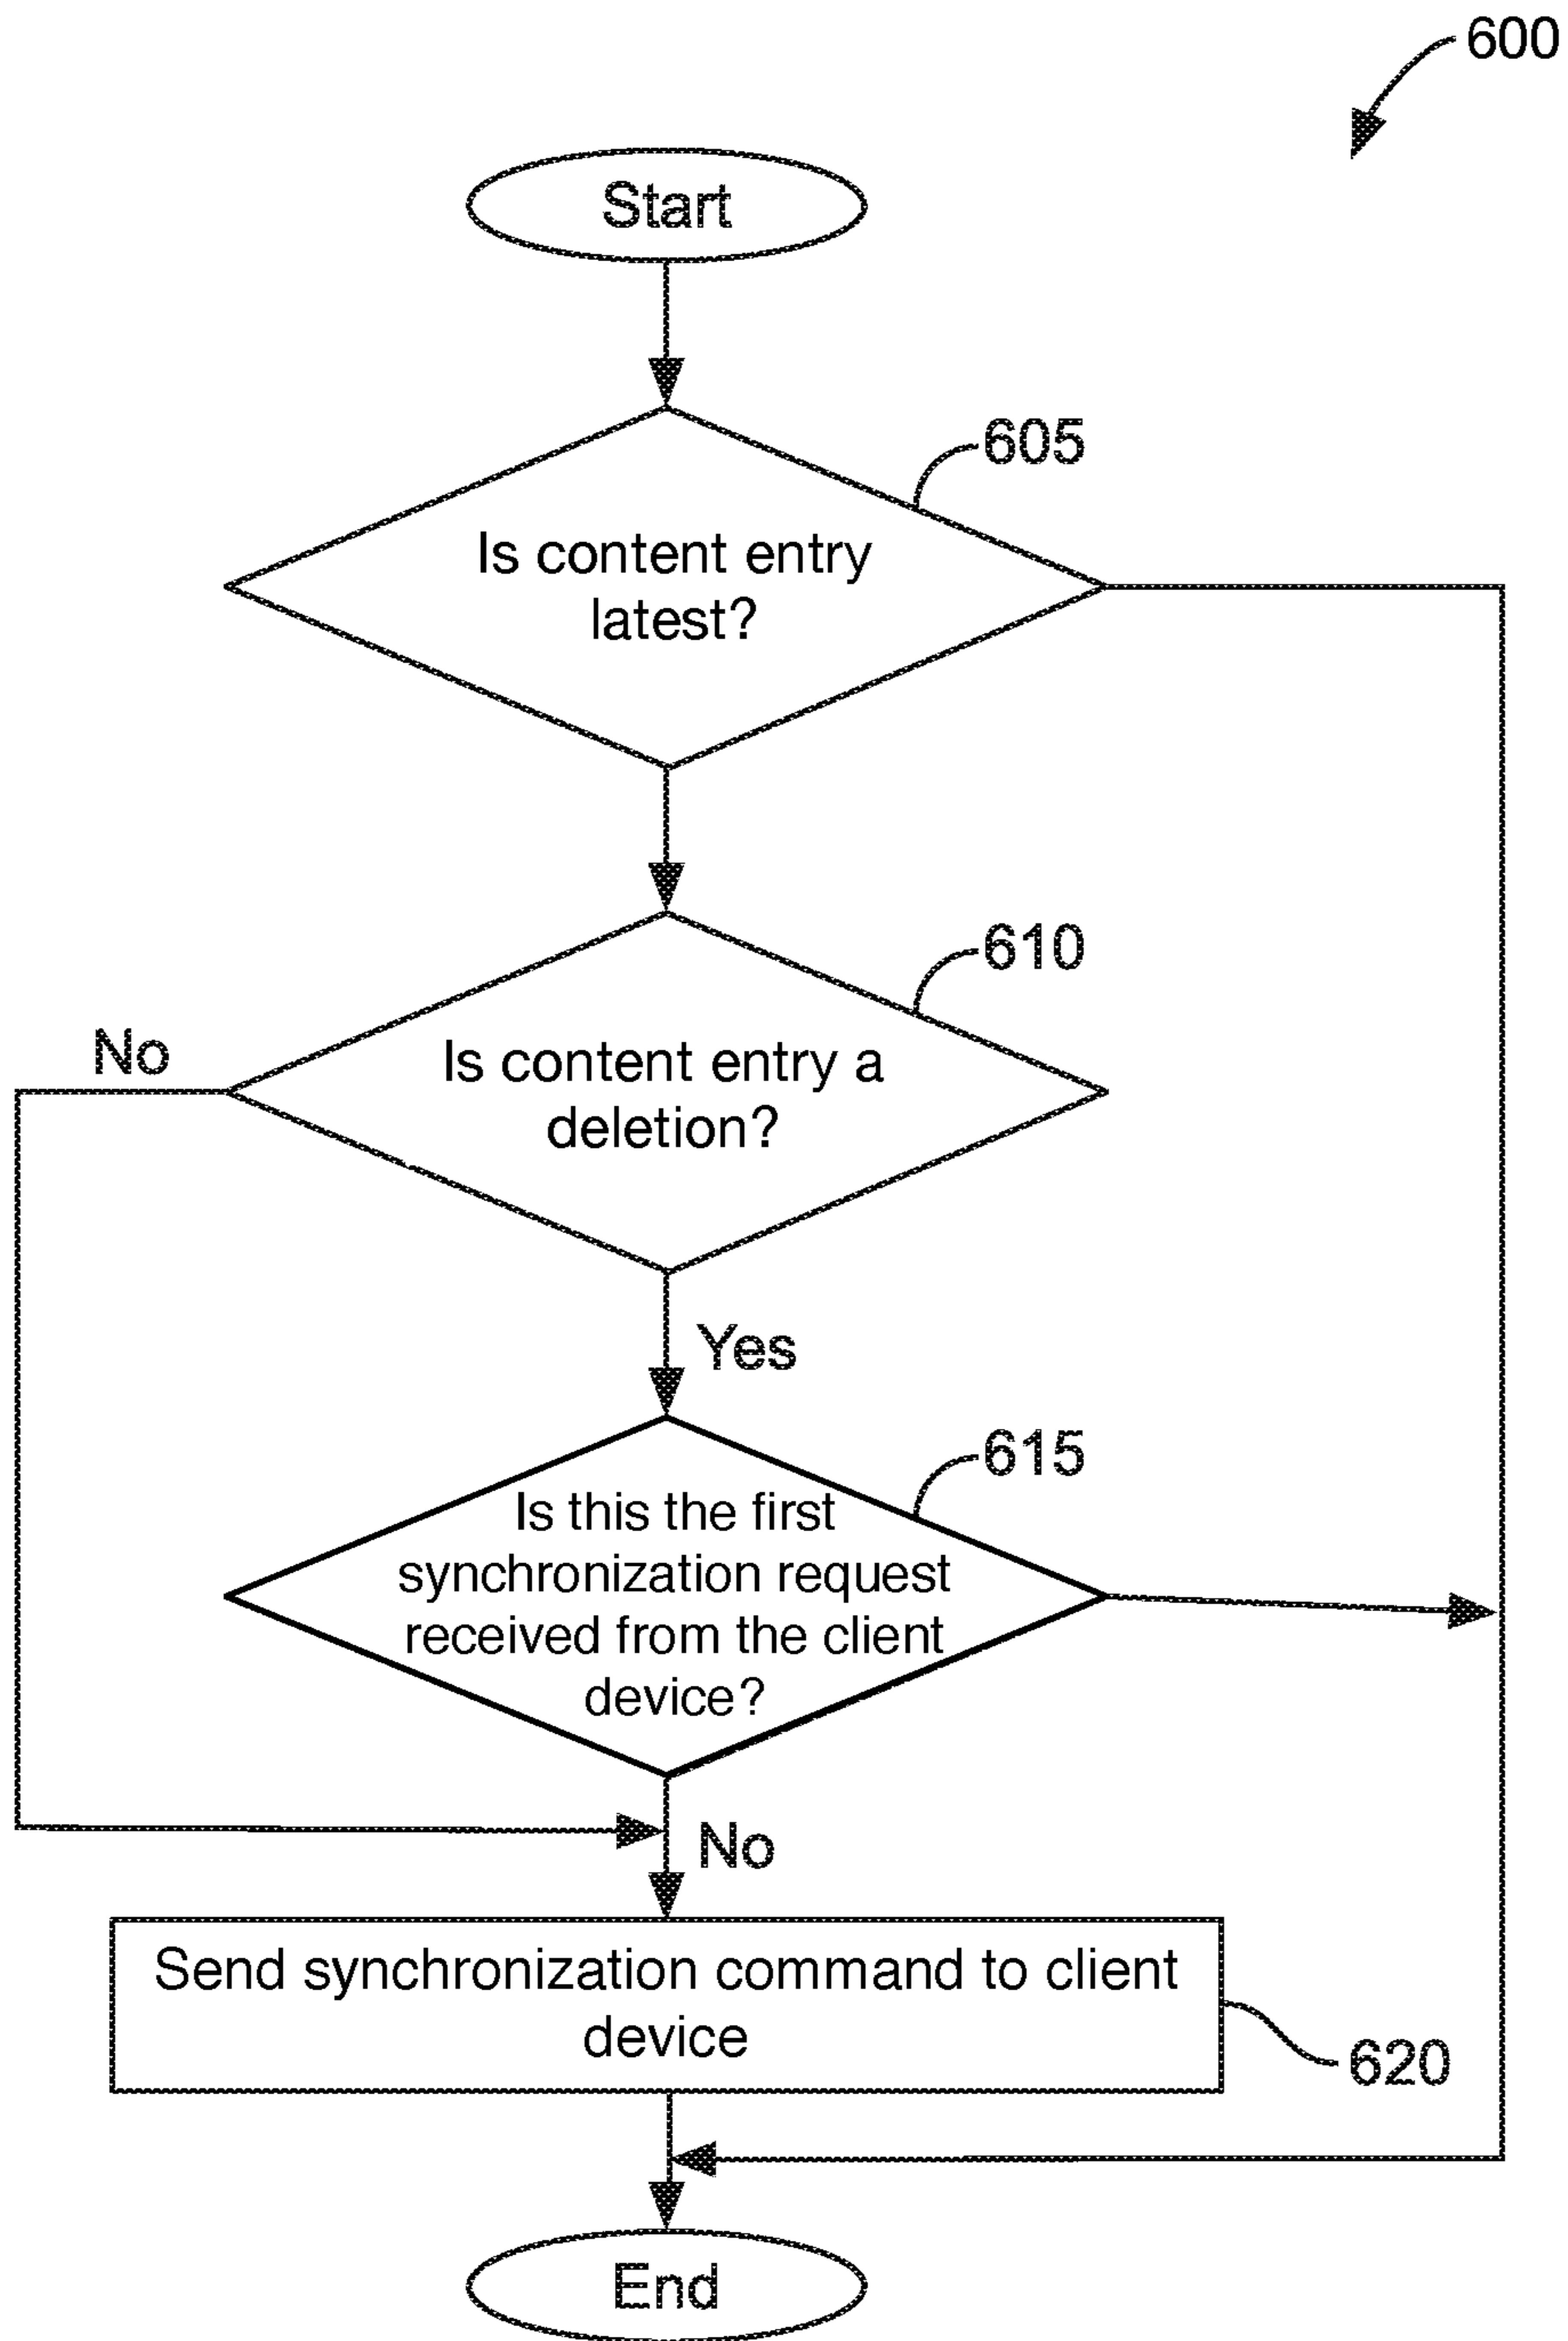 600
Start
605
Is content entry
latest?
610
No
Is content entry a
deletion?
Yes
615
Is this the first
synchronization request
received from the client
device?
No
Send synchronization command to client
device
620
End